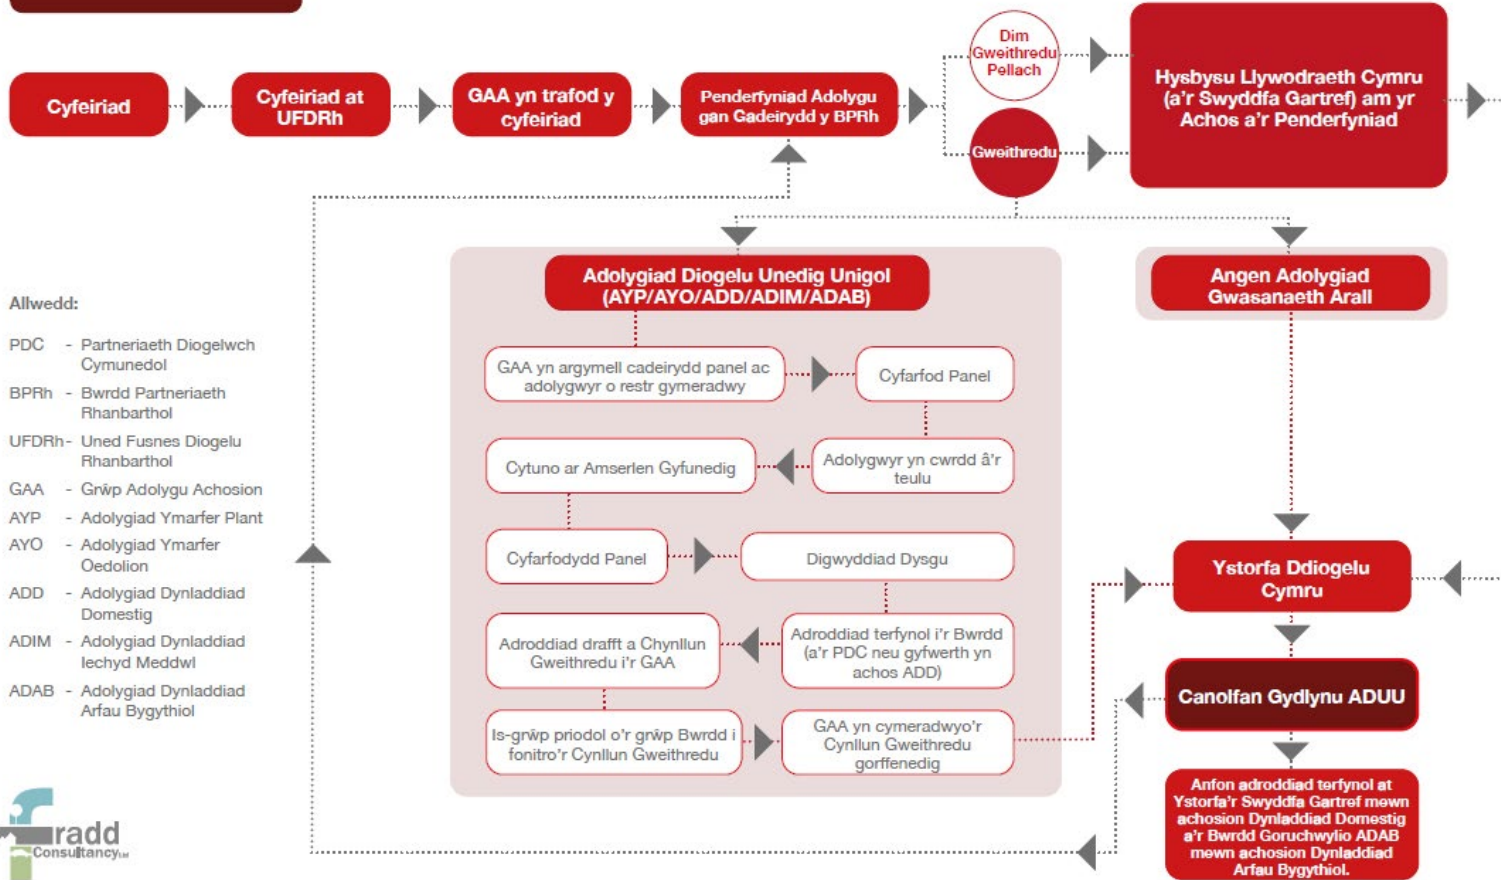 Cyfeiriad
Cyfeiriad at
UFDRh
GAA yn trafod y
cyfeiriad
Penderfyniad Adolygu
gan Gadeirydd y BPRh
Dim
Gweithredu
Pellach
Gweithredu
Hysbysu Llywodraeth Cymru
(a'r Swyddfa Gartref) am yr
Achos a'r Penderfyniad
Adolygiad Diogelu Unedig Unigol
(AYP/AYO/ADD/ADIM/ADAB)
Angen Adolygiad
Gwasanaeth Arall
GAA yn argymell cadeirydd panel ac
adolygwyr o restr gymeradwy
Cyfarfod Panel
Adolygwyr yn cwrdd â'r
teulu
Cytuno ar Amserlen Gyfunedig
Cyfarfodydd Panel
Digwyddiad Dysgu
Adroddiad terfynol i'r Bwrdd
(a'r PDC neu gyfwerth yn
achos ADD)
Adroddiad drafft a Chynllun
Gweithredu i'r GAA
Is-grŵp priodol o'r grŵp Bwrdd i
fonitro'r Cynllun Gweithredu
GAA yn cymeradwyo'r
Cynllun Gweithredu
gorffenedig
Ystorfa Ddiogelu
Cymru
Canolfan Gydlynu ADUU
Anfon adroddiad terfynol at
Ystorfa'r Swyddfa Gartref mewn
achosion Dynladdiad Domestig
a'r Bwrdd Goruchwylio ADAB
mewn achosion Dynladdiad
Arfau Bygythiol.
Allwedd:
PDC - Partneriaeth Diogelwch
Cymunedol
BPRh - Bwrdd Partneriaeth
Rhanbarthol
UFDRh - Uned Fusnes Diogelu
Rhanbarthol
GAA - Grŵp Adolygu Achosion
AYP - Adolygiad Ymarfer Plant
AYO - Adolygiad Ymarfer
Oedolion
ADD - Adolygiad Dynladdiad
Domestig
ADIM - Adolygiad Dynladdiad
Iechyd Meddwl
ADAB - Adolygiad Dynladdiad
Arfau Bygythiol
fradd
Consultancy Ltd